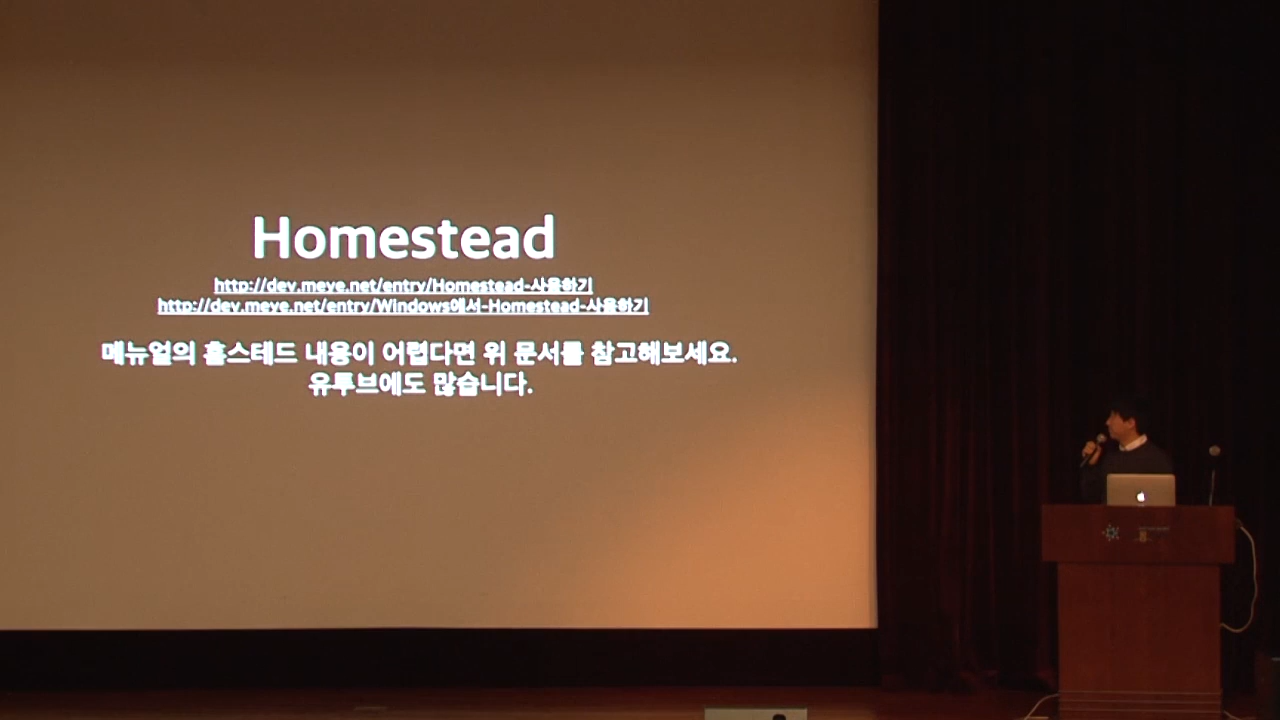 Homestead
http://dev.meye.net/entry/Homestead-사용하기
http://dev.meye.net/entry/Windows에서-Homestead-사용하기
매뉴얼의 홈스테드 내용이 어렵다면 위 문서를 참고해보세요.
유투브에도 많습니다.